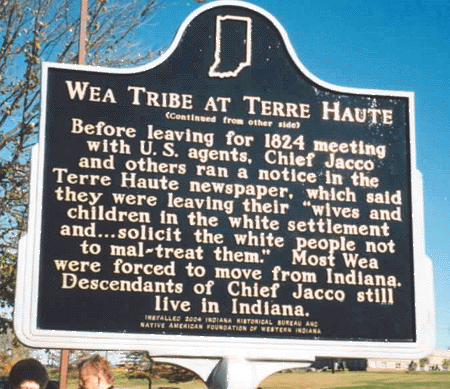 WEA TRIBE AT TERRE HAUTE
(Continued from other side)
Before leaving for 1824 meeting
with U.S. agents, Chief Jacco
and others ran a notice in the
Terre Haute newspaper, which said
they were leaving their "wives and
children in the white settlement
and...solicit the white people not
to mal-treat them." Most Wea
were forced to move from Indiana.
Descendants of Chief Jacco still
live in Indiana.
INSTALLED 2004 INDIANA HISTORICAL BUREAU AND
NATIVE AMERICAN FOUNDATION OF WESTERN INDIANA